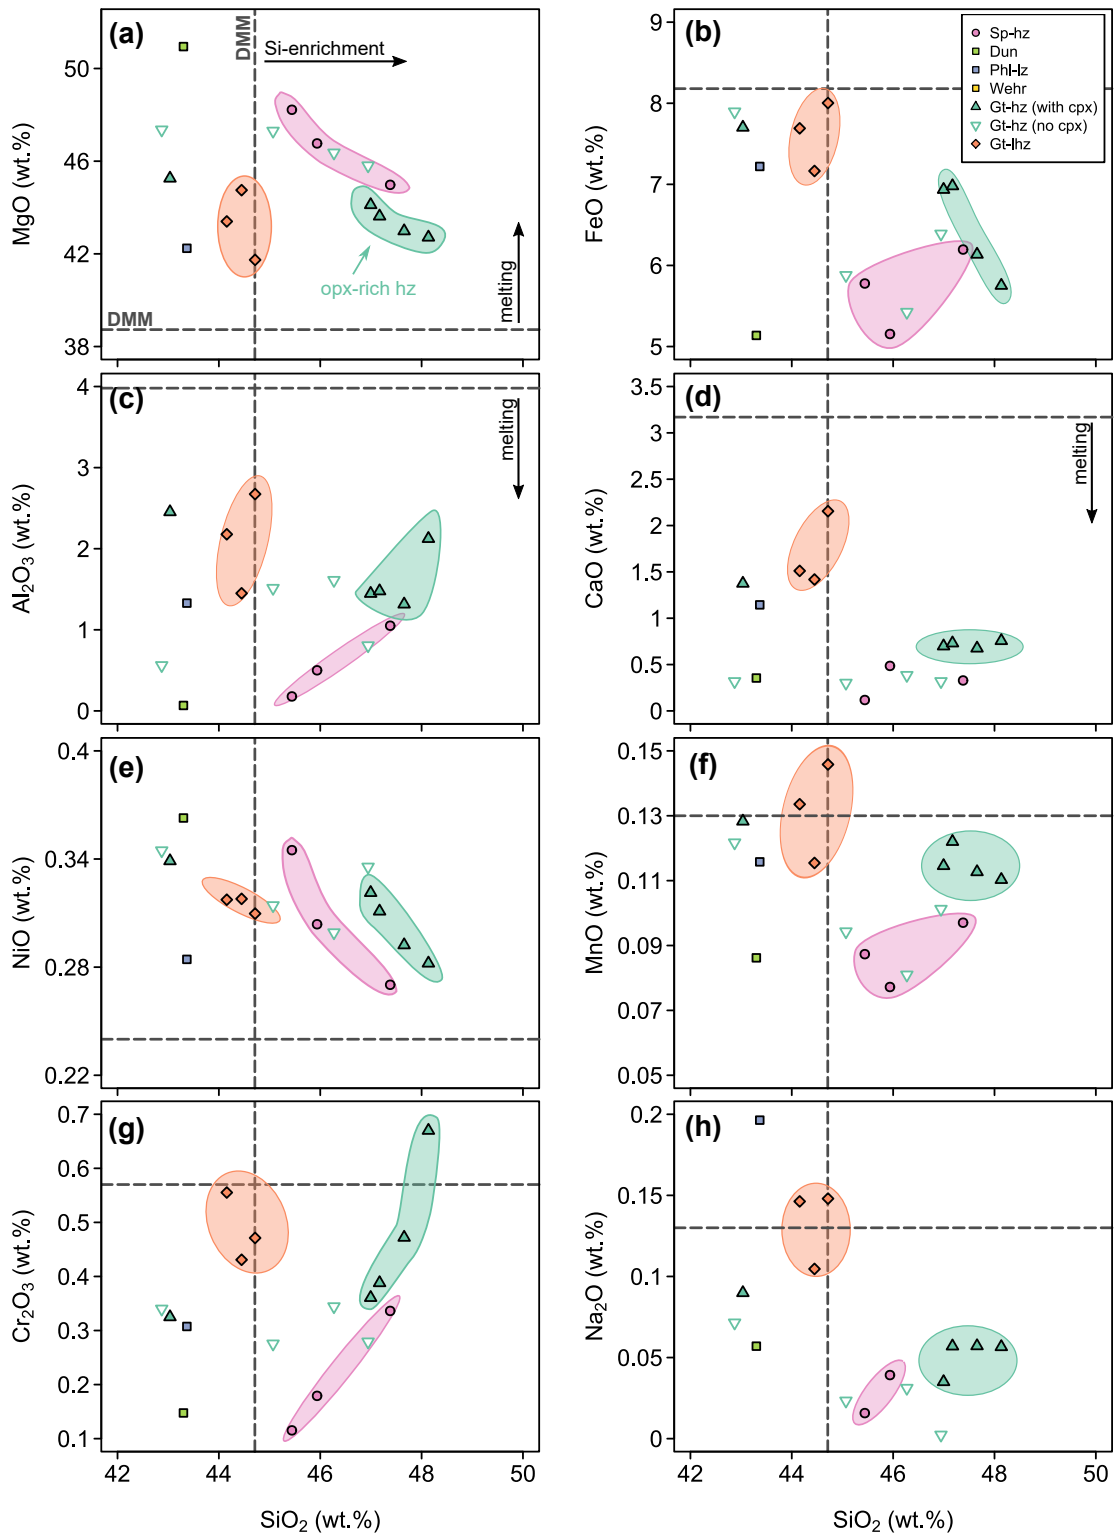 (a)
DMM
Si-enrichment
50
46
42
38
MgO (wt.%)
opx-rich hz
melting
DMM
(b)
Sp-hz
Dun
Phl-lz
Wehr
Gt-hz (with cpx)
Gt-hz (no cpx)
Gt-lhz
9
8
7
6
5
FeO (wt.%)
(c)
melting
4
3
2
1
0
Al₂O₃ (wt.%)
(d)
melting
3.5
3
2.5
2
1.5
1
0.5
0
CaO (wt.%)
(e)
0.4
0.34
0.28
0.22
NiO (wt.%)
(f)
0.15
0.13
0.11
0.09
0.07
0.05
MnO (wt.%)
(g)
0.7
0.6
0.5
0.4
0.3
0.2
0.1
Cr₂O₃ (wt.%)
42 44 46 48 50
SiO₂ (wt.%)
(h)
0.2
0.15
0.1
0.05
0
Na₂O (wt.%)
42 44 46 48 50
SiO₂ (wt.%)